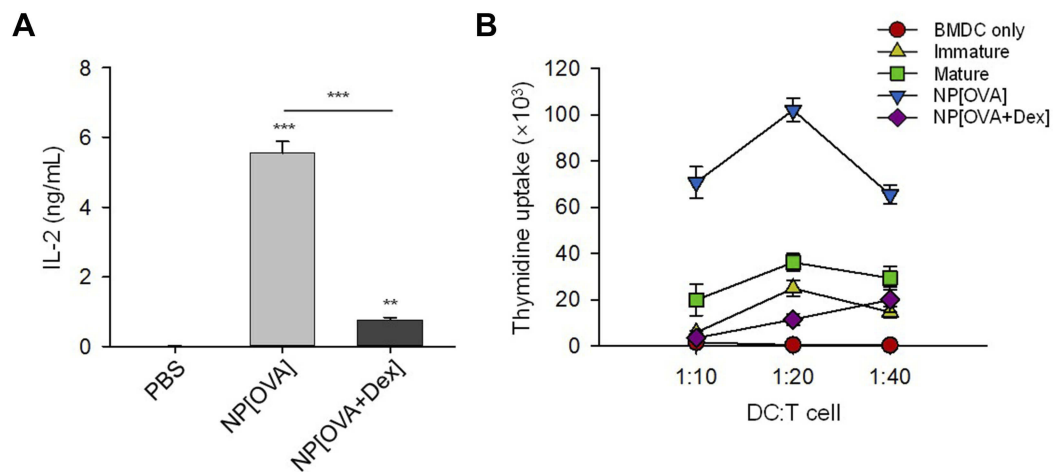 A
IL-2 (ng/mL)
8
6
4
2
0
***
***
**
PBS
NP[OVA]
NP[OVA+Dex]
B
BMDC only
Immature
Mature
NP[OVA]
NP[OVA+Dex]
Thymidine uptake (×10³)
120
100
80
60
40
20
0
1:10
1:20
1:40
DC:T cell